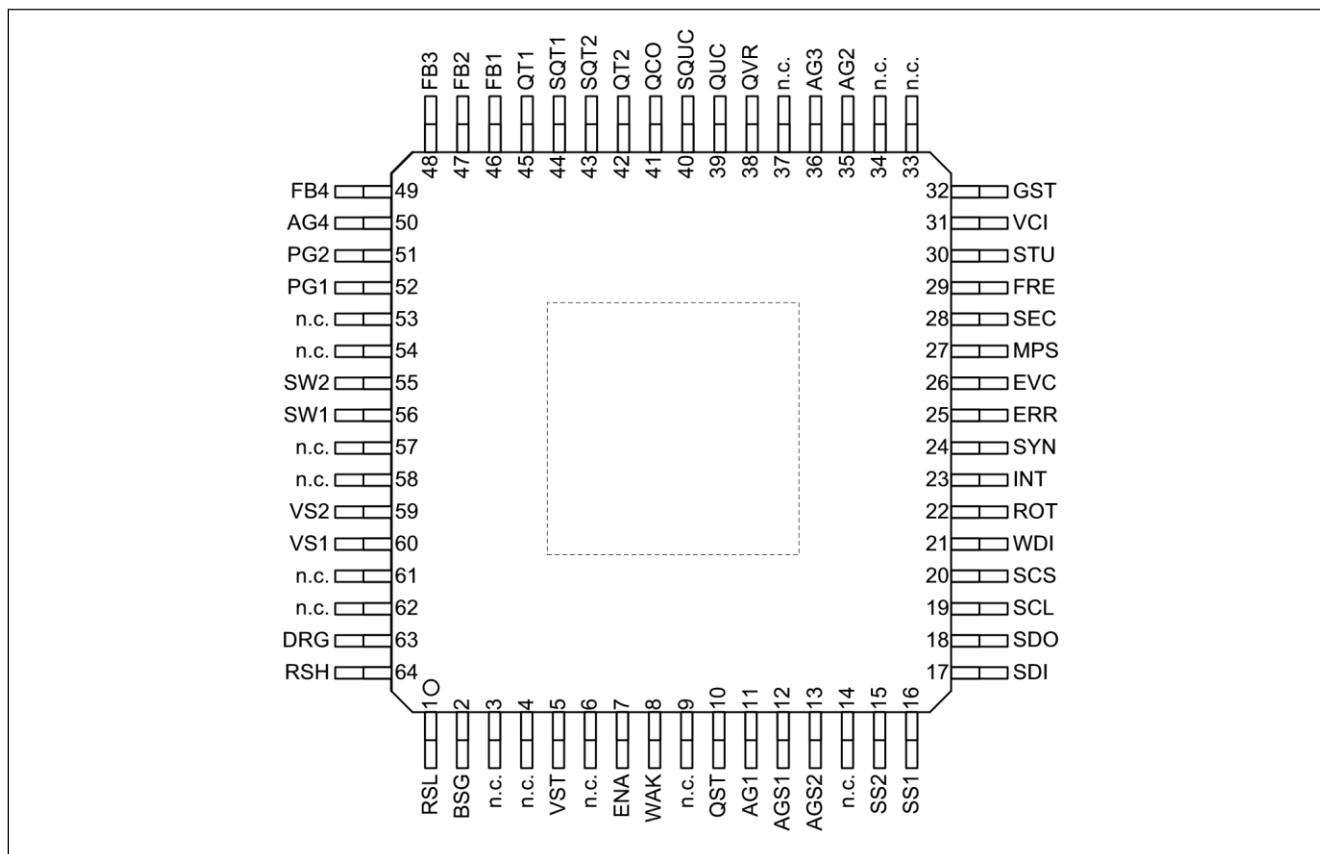 FB3 FB2 FB1 QT1 SQT1 SQT2 QT2 QCO SQUC QUC QVR n.c. AG3 AG2 n.c. n.c.
48 47 46 45 44 43 42 41 40 39 38 37 36 35 34 33
FB4 49 32 GST
AG4 50 31 VCI
PG2 51 30 STU
PG1 52 29 FRE
n.c. 53 28 SEC
n.c. 54 27 MPS
SW2 55 26 EVC
SW1 56 25 ERR
n.c. 57 24 SYN
n.c. 58 23 INT
VS2 59 22 ROT
VS1 60 21 WDI
n.c. 61 20 SCS
n.c. 62 19 SCL
DRG 63 18 SDO
RSH 64 17 SDI
1 2 3 4 5 6 7 8 9 10 11 12 13 14 15 16
RSL BSG n.c. n.c. VST n.c. ENA WAK n.c. QST AG1 AGS1 AGS2 n.c. SS2 SS1